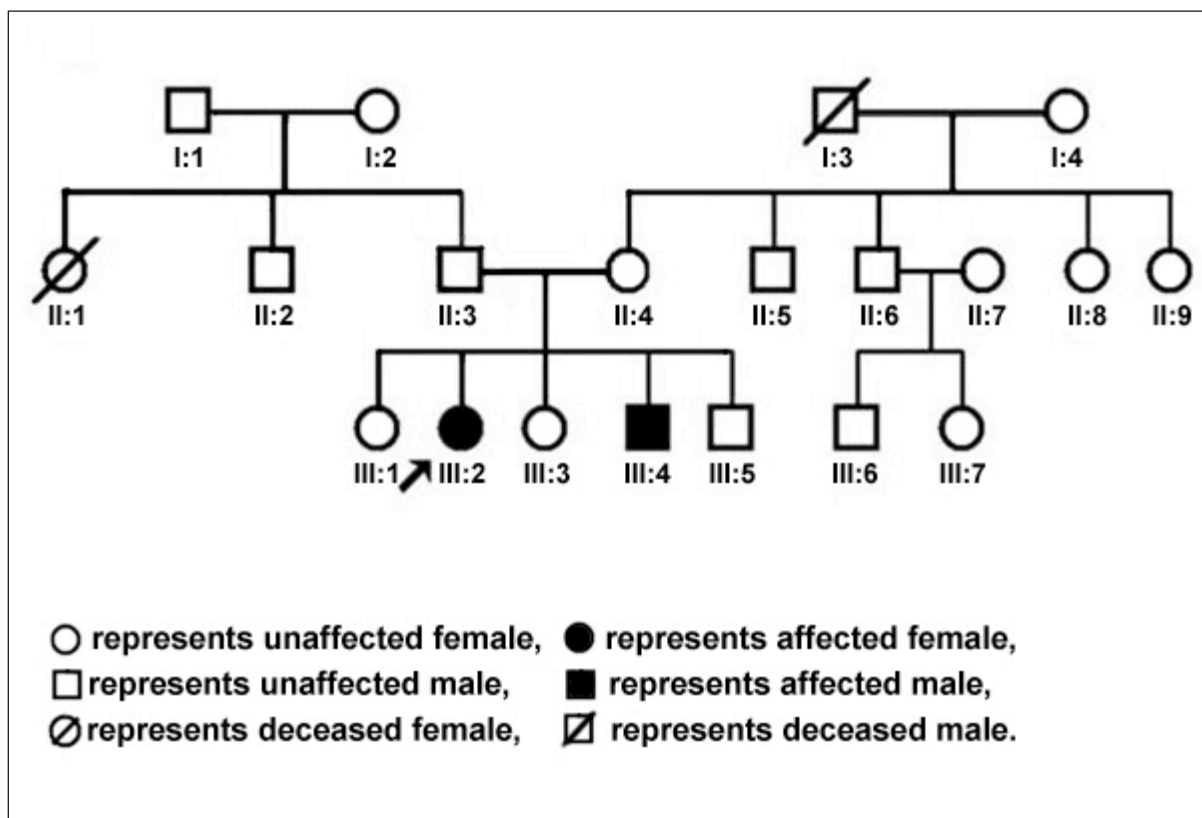 I:1 I:2 I:3 I:4
II:1 II:2 II:3 II:4 II:5 II:6 II:7 II:8 II:9
III:1 III:2 III:3 III:4 III:5 III:6 III:7
represents unaffected female, represents affected female,
represents unaffected male, represents affected male,
represents deceased female, represents deceased male.